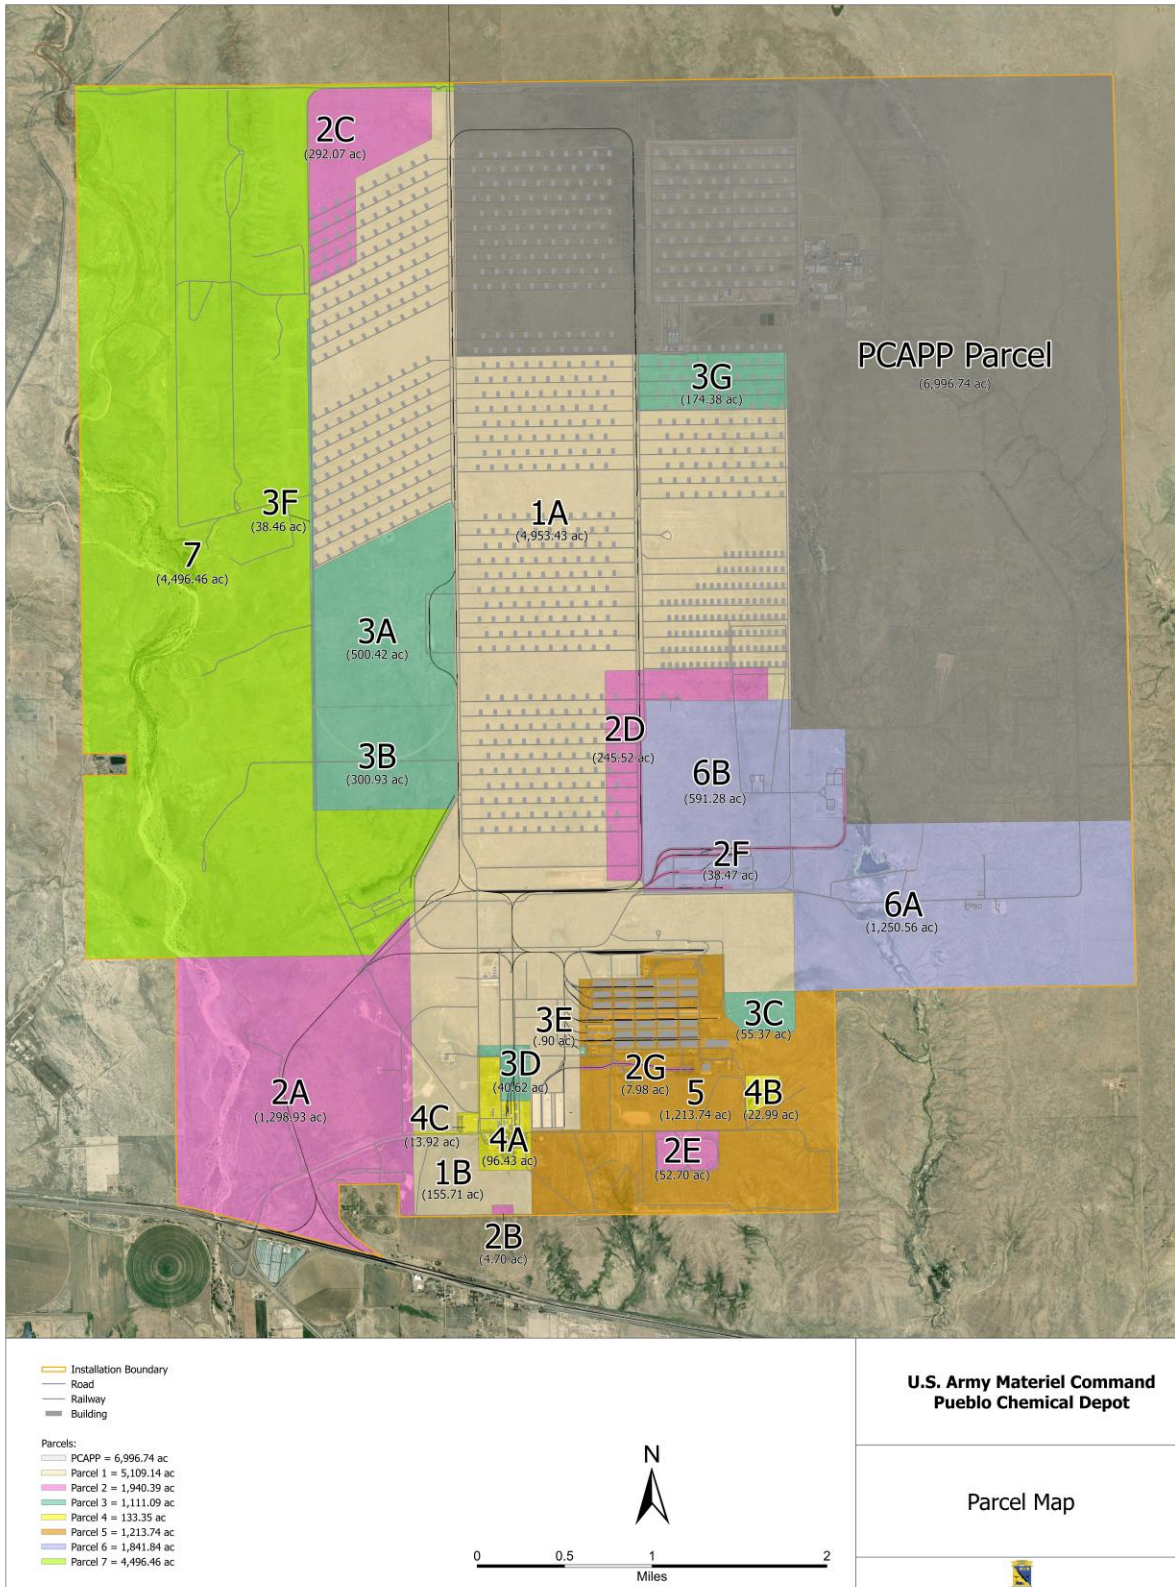 2C
(292.07 ac)
PCAPP Parcel
(6,996.74 ac)
3G
(174.38 ac)
3F
(38.46 ac)
1A
(4,953.43 ac)
7
(4,496.46 ac)
3A
(500.42 ac)
2D
(245.52 ac)
3B
(300.93 ac)
6B
(591.28 ac)
2F
(38.47 ac)
6A
(1,250.56 ac)
3E
(.90 ac)
3C
(55.37 ac)
3D
(40.62 ac)
2G
(7.98 ac)
2A
(1,298.93 ac)
5
(1,213.74 ac)
4B
(22.99 ac)
4C
(13.92 ac)
4A
(96.43 ac)
2E
(52.70 ac)
1B
(155.71 ac)
2B
(4.70 ac)
Installation Boundary
Road
Railway
Building
Parcels:
PCAPP = 6,996.74 ac
Parcel 1 = 5,109.14 ac
Parcel 2 = 1,940.39 ac
Parcel 3 = 1,111.09 ac
Parcel 4 = 133.35 ac
Parcel 5 = 1,213.74 ac
Parcel 6 = 1,841.84 ac
Parcel 7 = 4,496.46 ac
N
0 0.5 1 2
Miles
U.S. Army Materiel Command
Pueblo Chemical Depot
Parcel Map